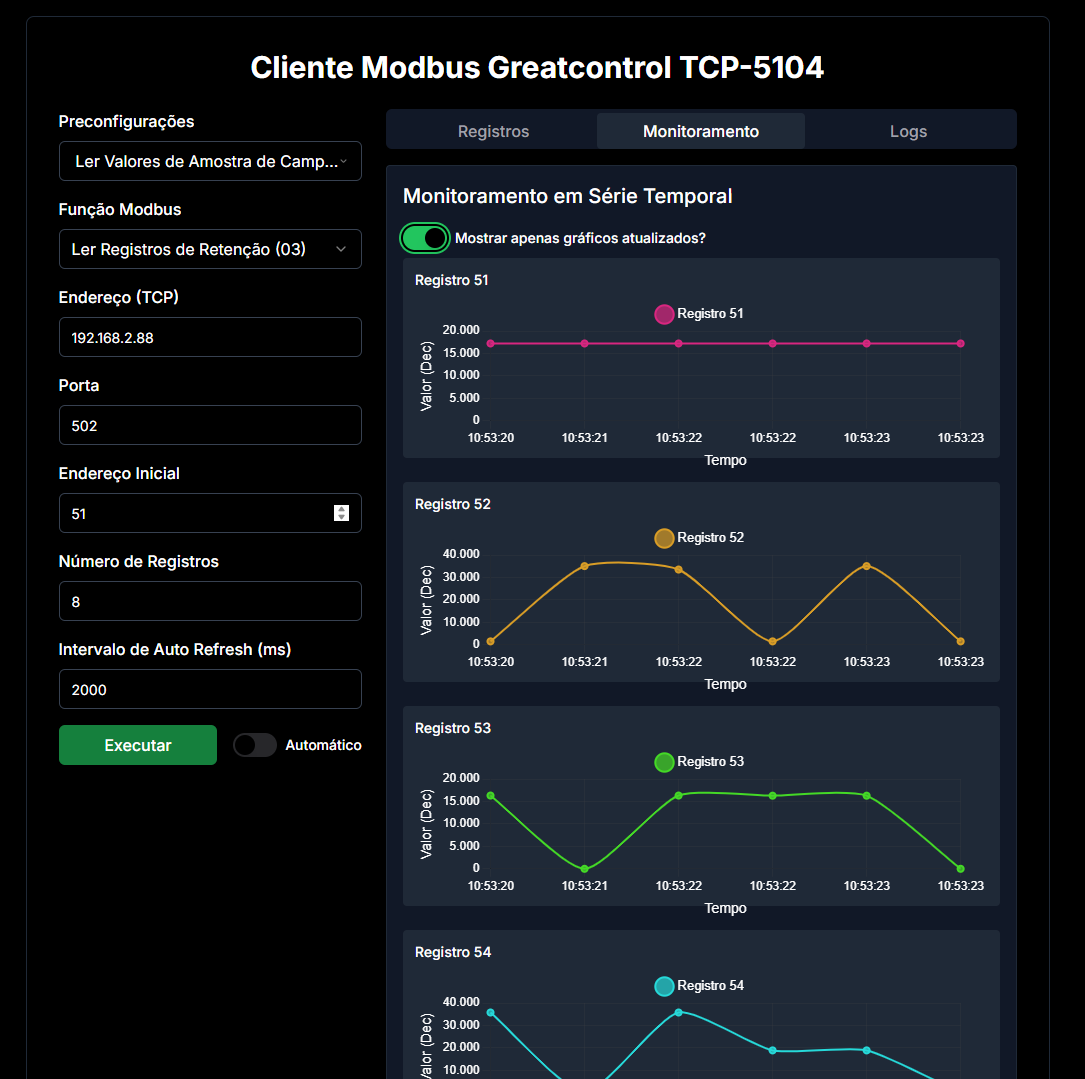 Cliente Modbus Greatcontrol TCP-5104
Preconfigurações
Ler Valores de Amostra de Camp...
Função Modbus
Ler Registros de Retenção (03)
Endereço (TCP)
192.168.2.88
Porta
502
Endereço Inicial
51
Número de Registros
8
Intervalo de Auto Refresh (ms)
2000
Executar
Automático
Registros
Monitoramento
Logs
Monitoramento em Série Temporal
Mostrar apenas gráficos atualizados?
Registro 51
Registro 51
Valor (Dec)
20.000
15.000
10.000
5.000
0
10:53:20 10:53:21 10:53:22 10:53:22 10:53:23 10:53:23
Tempo
Registro 52
Registro 52
Valor (Dec)
40.000
30.000
20.000
10.000
0
10:53:20 10:53:21 10:53:22 10:53:22 10:53:23 10:53:23
Tempo
Registro 53
Registro 53
Valor (Dec)
20.000
15.000
10.000
5.000
0
10:53:20 10:53:21 10:53:22 10:53:22 10:53:23 10:53:23
Tempo
Registro 54
Registro 54
Valor (Dec)
40.000
30.000
20.000
10.000